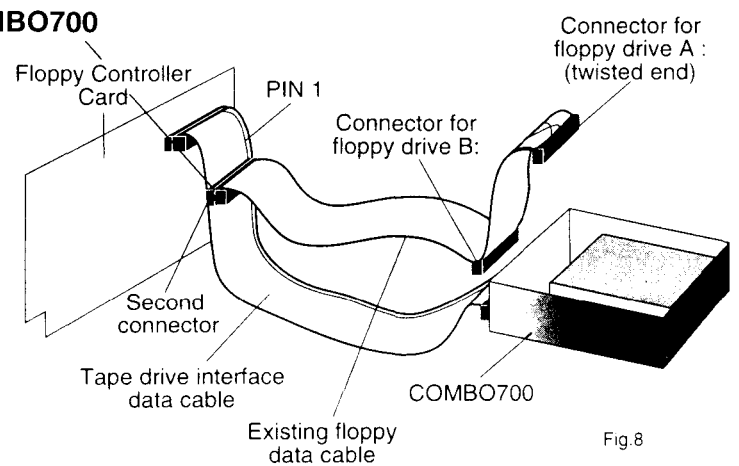 MBO700
Floppy Controller
Card
PIN 1
Connector for
floppy drive A :
(twisted end)
Connector for
floppy drive B:
Second
connector
Tape drive interface
data cable
Existing floppy
data cable
COMBO700
Fig.8